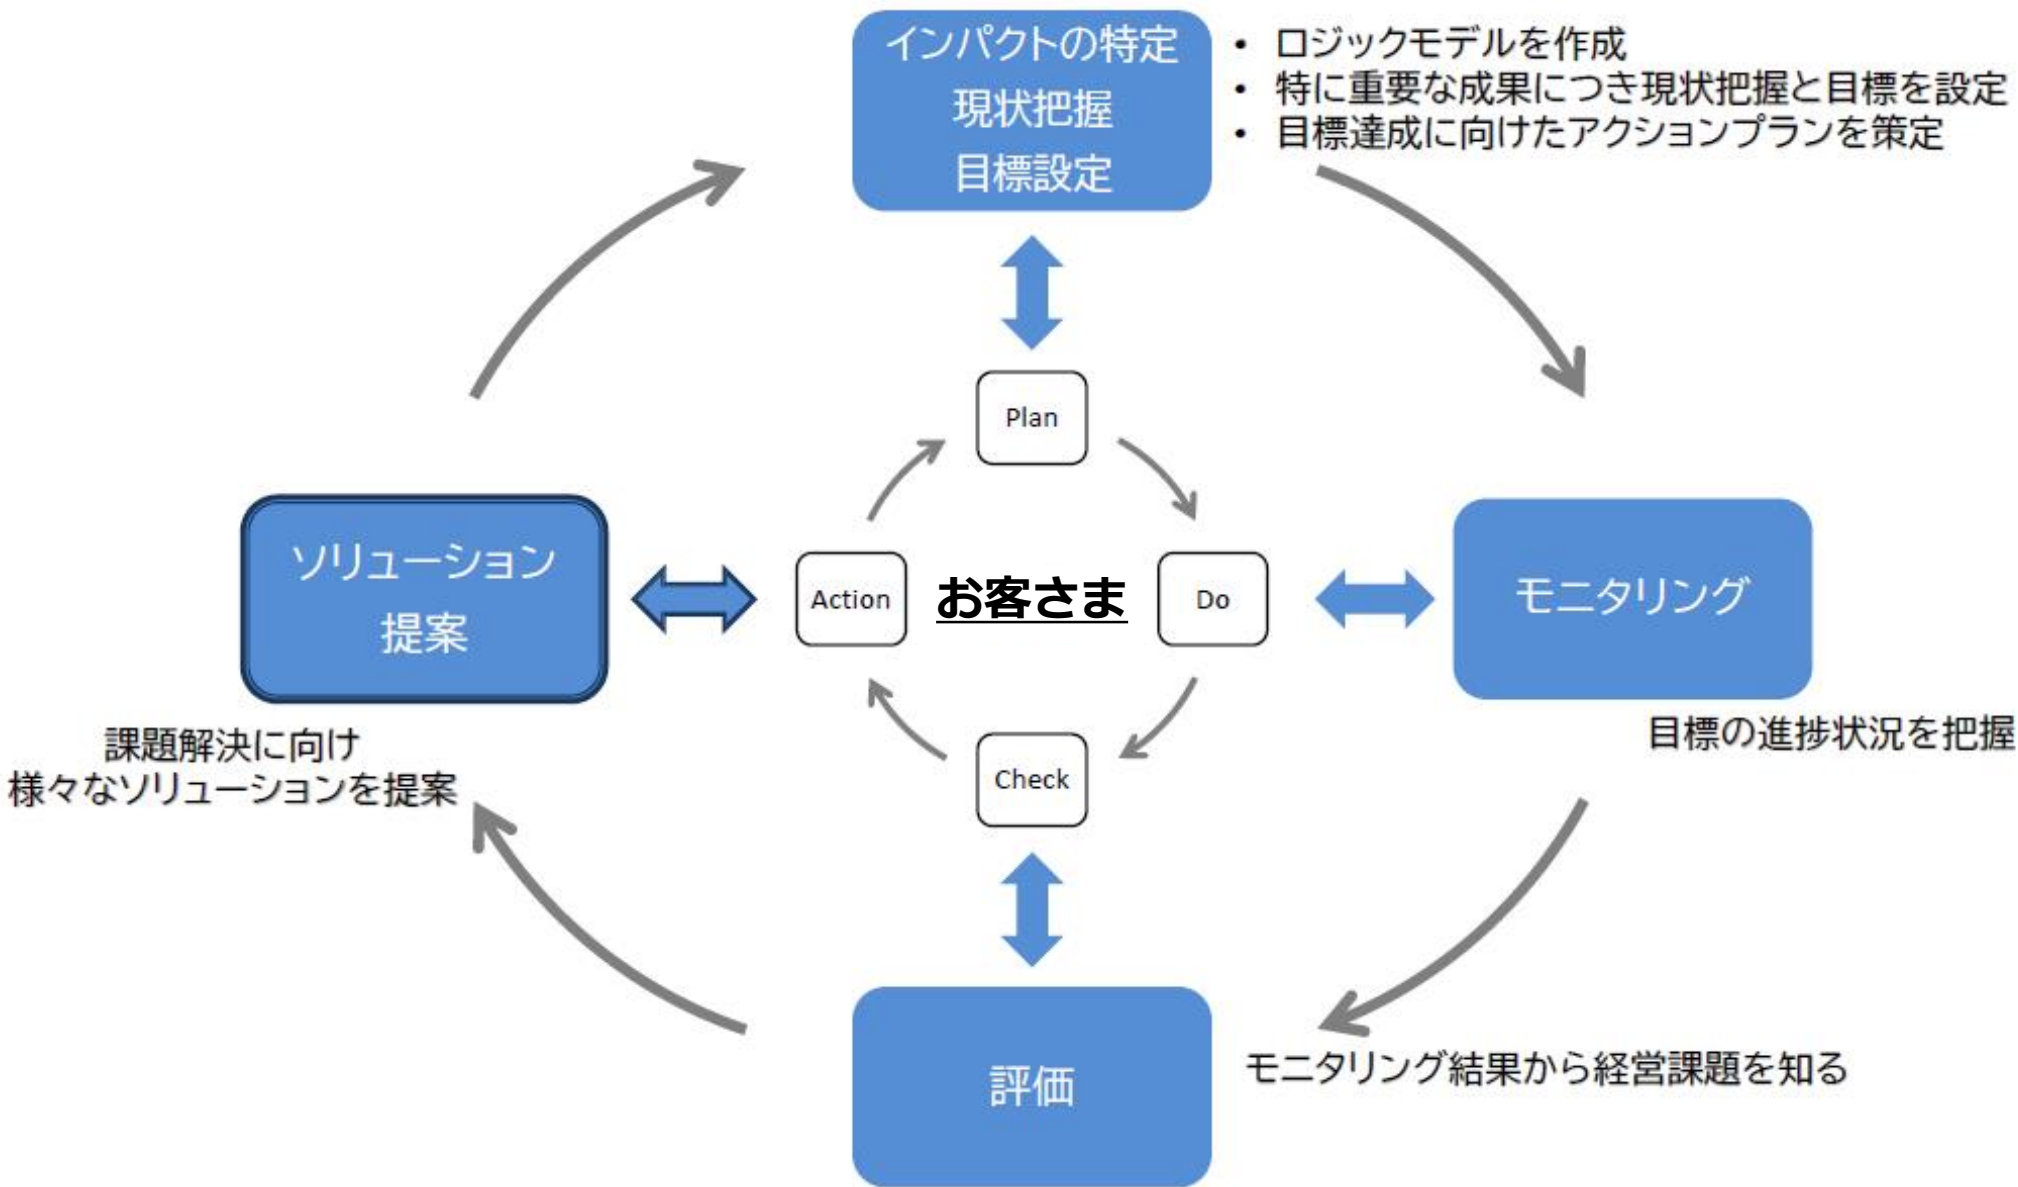 インパクトの特定
現状把握
目標設定
• ロジックモデルを作成
• 特に重要な成果につき現状把握と目標を設定
• 目標達成に向けたアクションプランを策定
Plan
ソリューション
提案
Action
お客さま
Do
モニタリング
課題解決に向け
様々なソリューションを提案
目標の進捗状況を把握
Check
評価
モニタリング結果から経営課題を知る